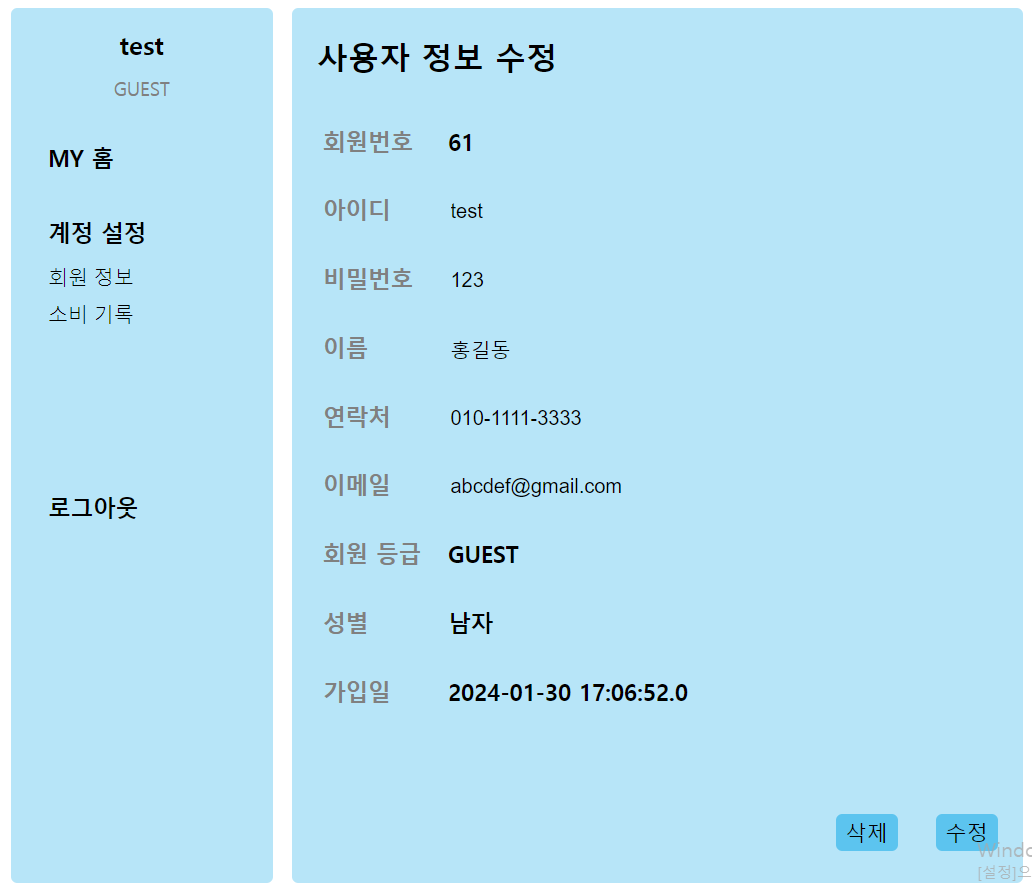 test
GUEST
MY 홈
계정 설정
회원 정보
소비 기록
로그아웃
사용자 정보 수정
회원번호 61
아이디 test
비밀번호 123
이름 홍길동
연락처 010-1111-3333
이메일 abcdef@gmail.com
회원 등급 GUEST
성별 남자
가입일 2024-01-30 17:06:52.0
삭제 수정
[설정]으